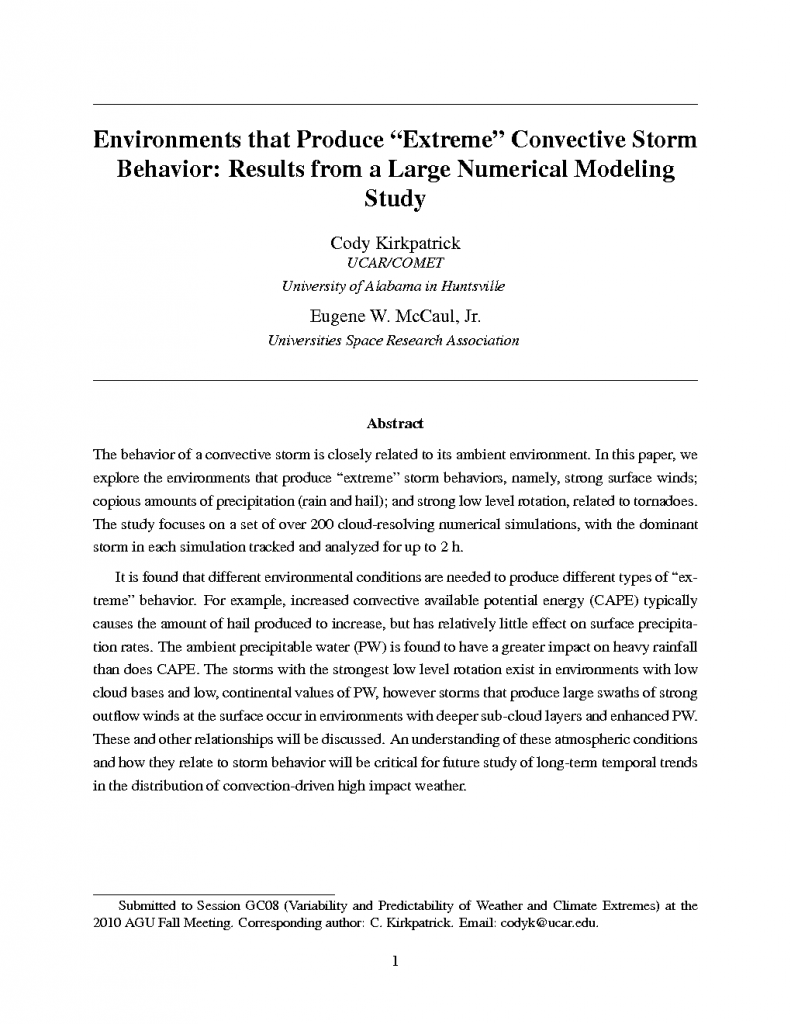 Environments that Produce “Extreme” Convective Storm
Behavior: Results from a Large Numerical Modeling
Study
Cody Kirkpatrick
UCAR/COMET
University of Alabama in Huntsville
Eugene W. McCaul, Jr.
Universities Space Research Association
Abstract
The behavior of a convective storm is closely related to its ambient environment. In this paper, we
explore the environments that produce “extreme” storm behaviors, namely, strong surface winds;
copious amounts of precipitation (rain and hail); and strong low level rotation, related to tornadoes.
The study focuses on a set of over 200 cloud-resolving numerical simulations, with the dominant
storm in each simulation tracked and analyzed for up to 2 h.
It is found that different environmental conditions are needed to produce different types of “ex-
treme” behavior. For example, increased convective available potential energy (CAPE) typically
causes the amount of hail produced to increase, but has relatively little effect on surface precipita-
tion rates. The ambient precipitable water (PW) is found to have a greater impact on heavy rainfall
than does CAPE. The storms with the strongest low level rotation exist in environments with low
cloud bases and low, continental values of PW, however storms that produce large swaths of strong
outflow winds at the surface occur in environments with deeper sub-cloud layers and enhanced PW.
These and other relationships will be discussed. An understanding of these atmospheric conditions
and how they relate to storm behavior will be critical for future study of long-term temporal trends
in the distribution of convection-driven high impact weather.
Submitted to Session GC08 (Variability and Predictability of Weather and Climate Extremes) at the
2010 AGU Fall Meeting. Corresponding author: C. Kirkpatrick. Email: codyk@ucar.edu.
1